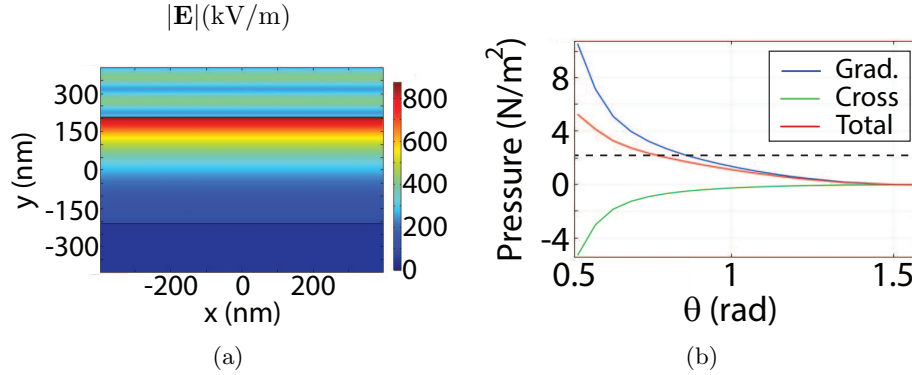 |E|(kV/m)
y (nm)
300
150
0
-150
-300
-200 0 200
x (nm)
800
600
400
200
0
(a)
Pressure (N/m²)
8
4
0
-4
0.5 1 1.5
θ (rad)
Grad.
Cross
Total
(b)